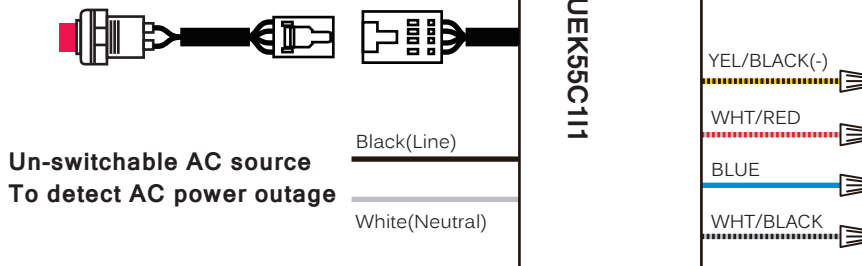 UEK55C1I1
YEL/BLACK(-)
WHT/RED
BLUE
WHT/BLACK
Black(Line)
Un-switchable AC source
To detect AC power outage
White(Neutral)